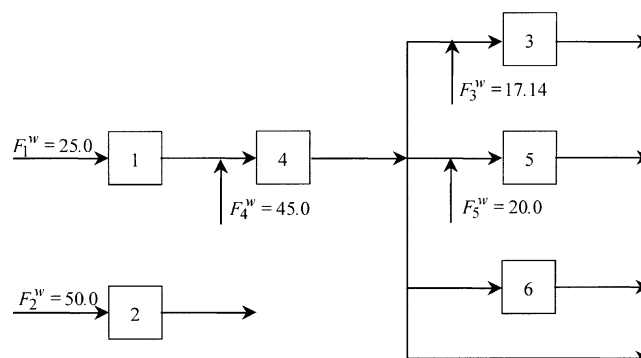 3
F₃ʷ = 17.14
F₁ʷ = 25.0
1
4
5
F₄ʷ = 45.0
F₅ʷ = 20.0
F₂ʷ = 50.0
2
6